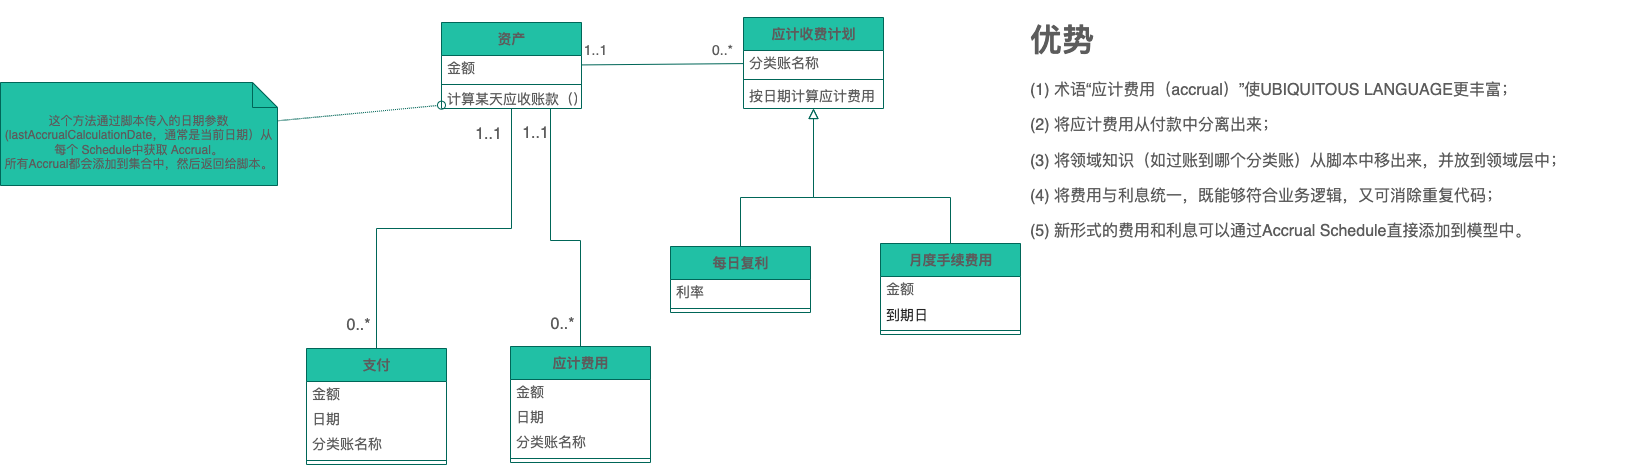 这个方法通过脚本传入的日期参数
(lastAccrualCalculationDate，通常是当前日期）从
每个 Schedule中获取 Accrual。
所有Accrual都会添加到集合中，然后返回给脚本。
资产
金额
计算某天应收账款（）
1..1
0..*
应计收费计划
分类账名称
按日期计算应计费用
1..1
1..1
0..*
0..*
支付
金额
日期
分类账名称
应计费用
金额
日期
分类账名称
每日复利
利率
月度手续费用
金额
到期日
优势
(1) 术语“应计费用（accrual）”使UBIQUITOUS LANGUAGE更丰富；
(2) 将应计费用从付款中分离出来；
(3) 将领域知识（如过账到哪个分类账）从脚本中移出来，并放到领域层中；
(4) 将费用与利息统一，既能够符合业务逻辑，又可消除重复代码；
(5) 新形式的费用和利息可以通过Accrual Schedule直接添加到模型中。